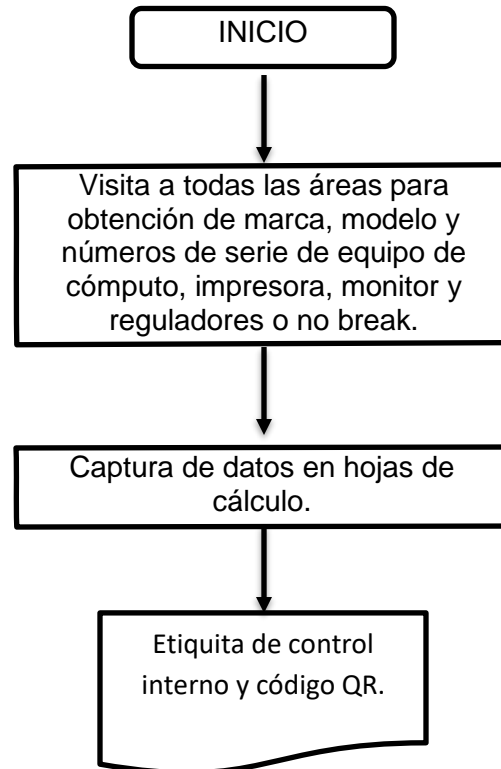 INICIO
Visita a todas las áreas para
obtención de marca, modelo y
números de serie de equipo de
cómputo, impresora, monitor y
reguladores o no break.
Captura de datos en hojas de
cálculo.
Etiquita de control
interno y código QR.